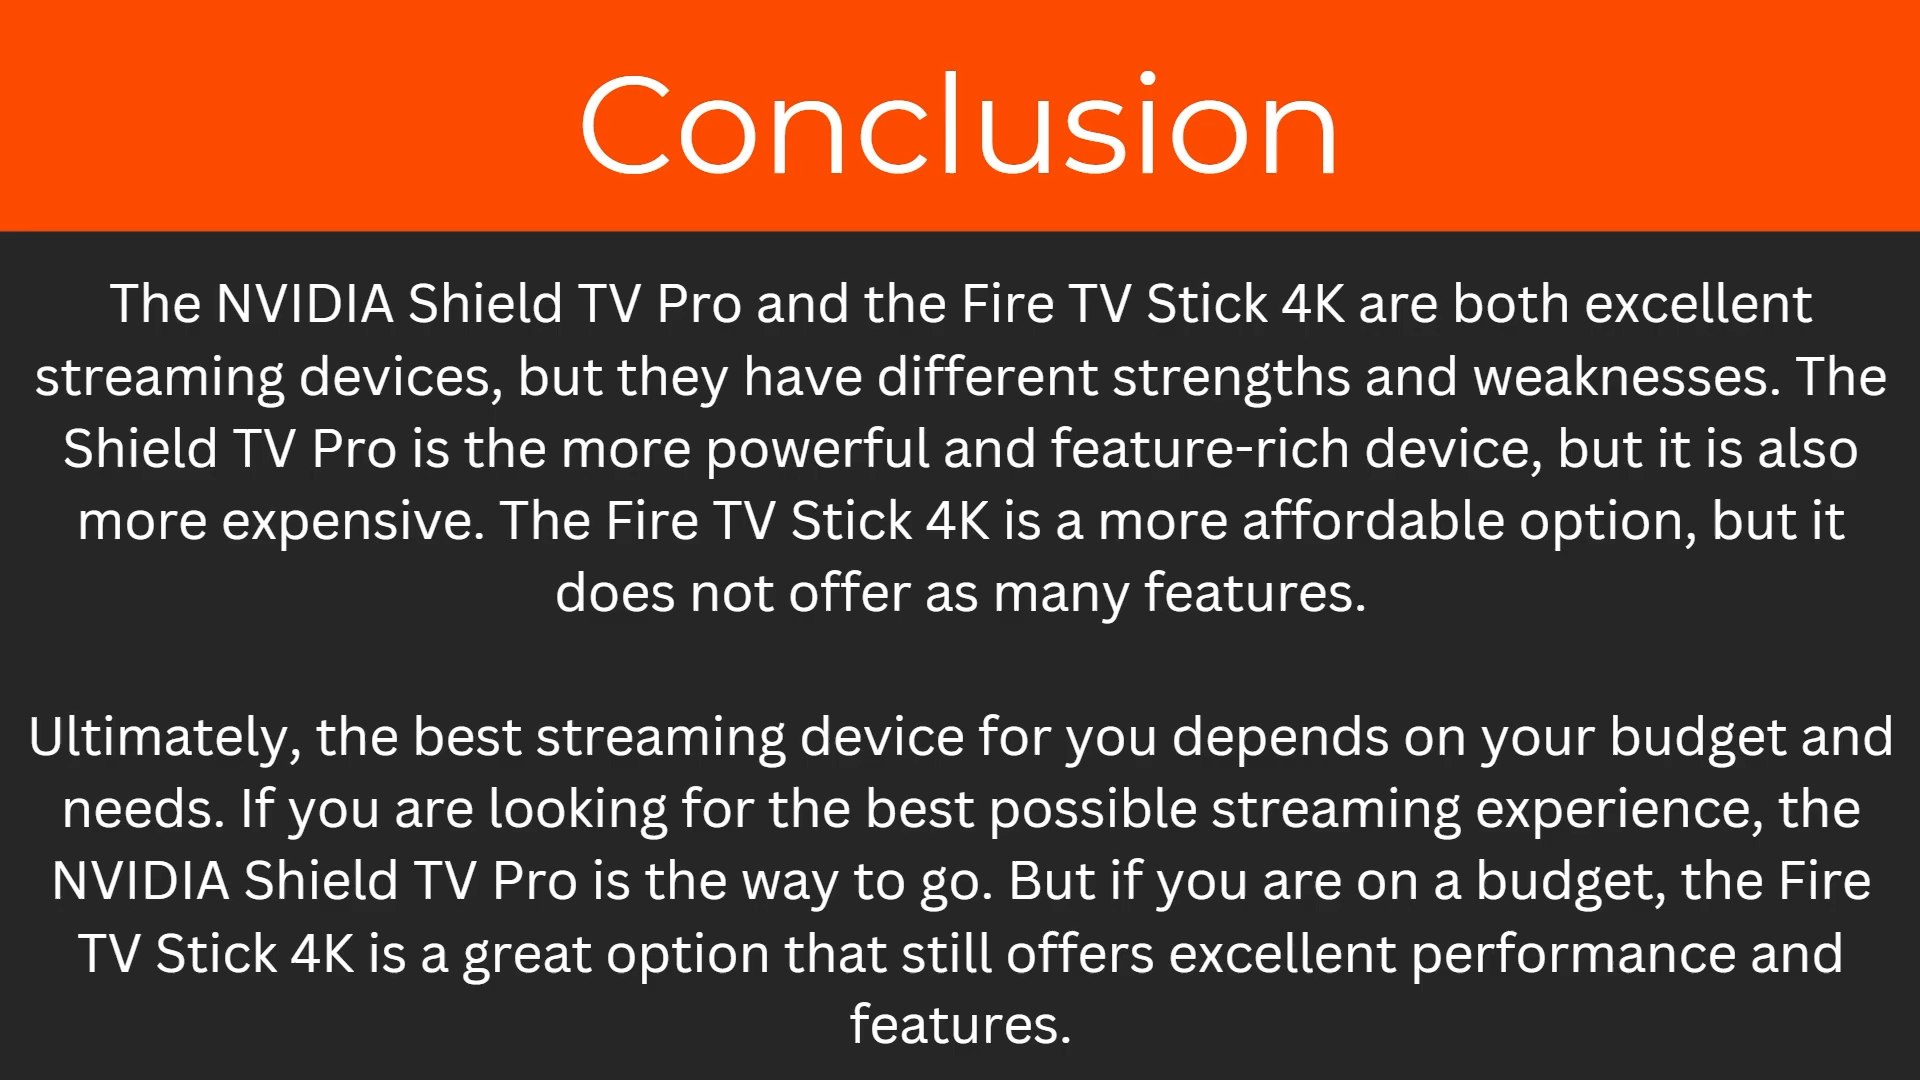 Conclusion
The NVIDIA Shield TV Pro and the Fire TV Stick 4K are both excellent
streaming devices, but they have different strengths and weaknesses. The
Shield TV Pro is the more powerful and feature-rich device, but it is also
more expensive. The Fire TV Stick 4K is a more affordable option, but it
does not offer as many features.
Ultimately, the best streaming device for you depends on your budget and
needs. If you are looking for the best possible streaming experience, the
NVIDIA Shield TV Pro is the way to go. But if you are on a budget, the Fire
TV Stick 4K is a great option that still offers excellent performance and
features.